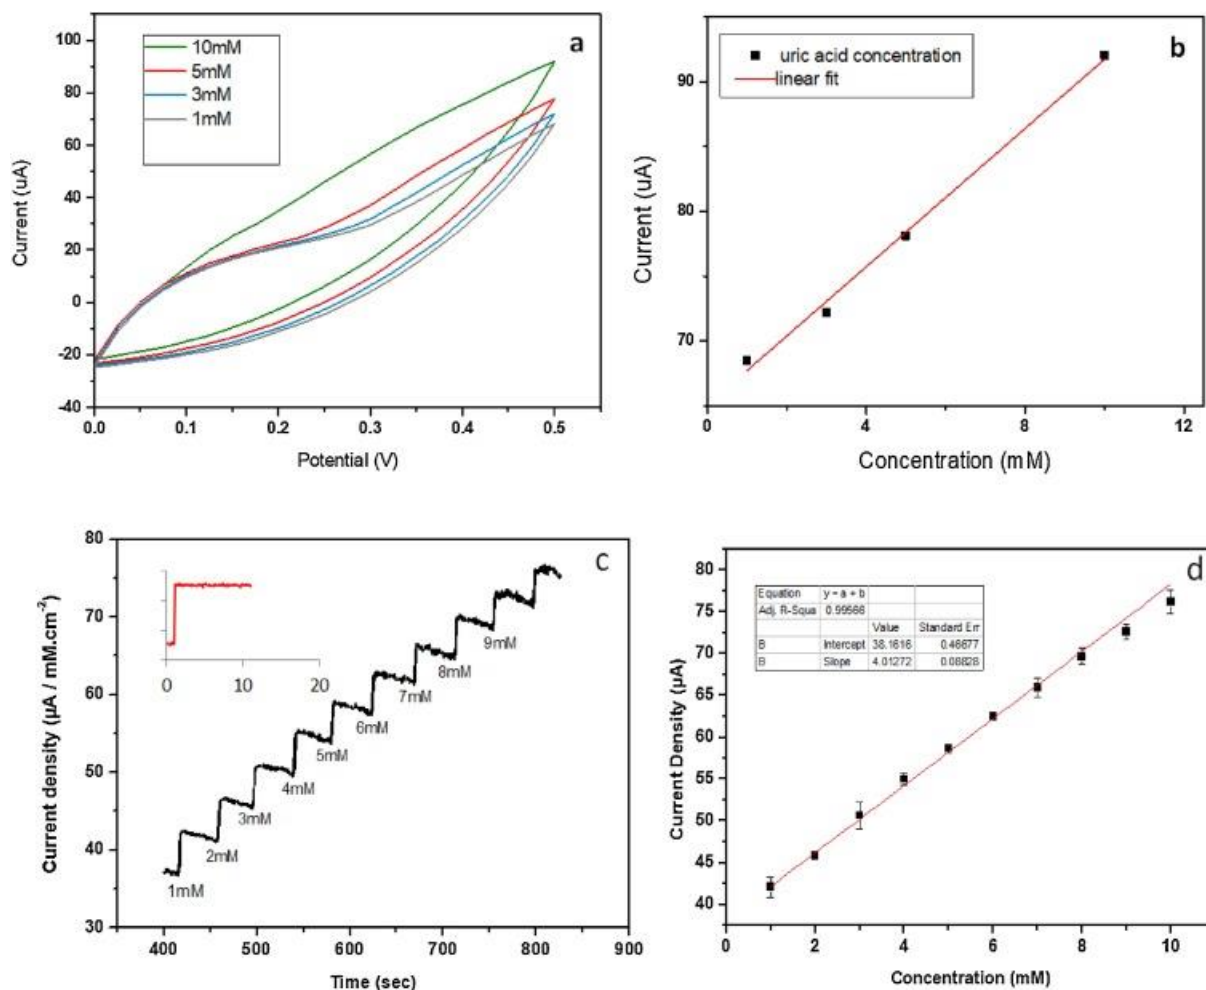 a
10mM
5mM
3mM
1mM
100
80
60
40
20
0
-20
-40
0.0 0.1 0.2 0.3 0.4 0.5
Current (uA)
Potential (V)
b
uric acid concentration
linear fit
90
80
70
0 4 8 12
Current (uA)
Concentration (mM)
c
80
70
60
50
40
30
0 10 20
1mM
2mM
3mM
4mM
5mM
6mM
7mM
8mM
9mM
400 500 600 700 800 900
Current density (µA / mM.cm⁻²)
Time (sec)
d
80
75
70
65
60
55
50
45
40
Equation y = a + b
Adj. R-Squa 0.99566
Value Standard Err
B Intercept 38.1616 0.46677
B Slope 4.01272 0.08828
0 2 4 6 8 10
Current Density (µA)
Concentration (mM)